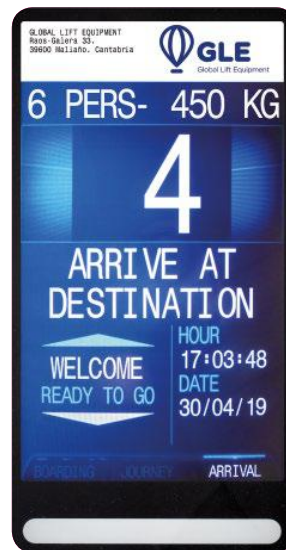 GLOBAL LIFT EQUIPMENT
Raos-Galera 33.
39600 Maliaño. Cantabria
GLE
Global Lift Equipment
6 PERS- 450 KG
4
ARRIVE AT
DESTINATION
WELCOME
READY TO GO
HOUR
17:03:48
DATE
30/04/19
BOARDING JOURNEY ARRIVAL